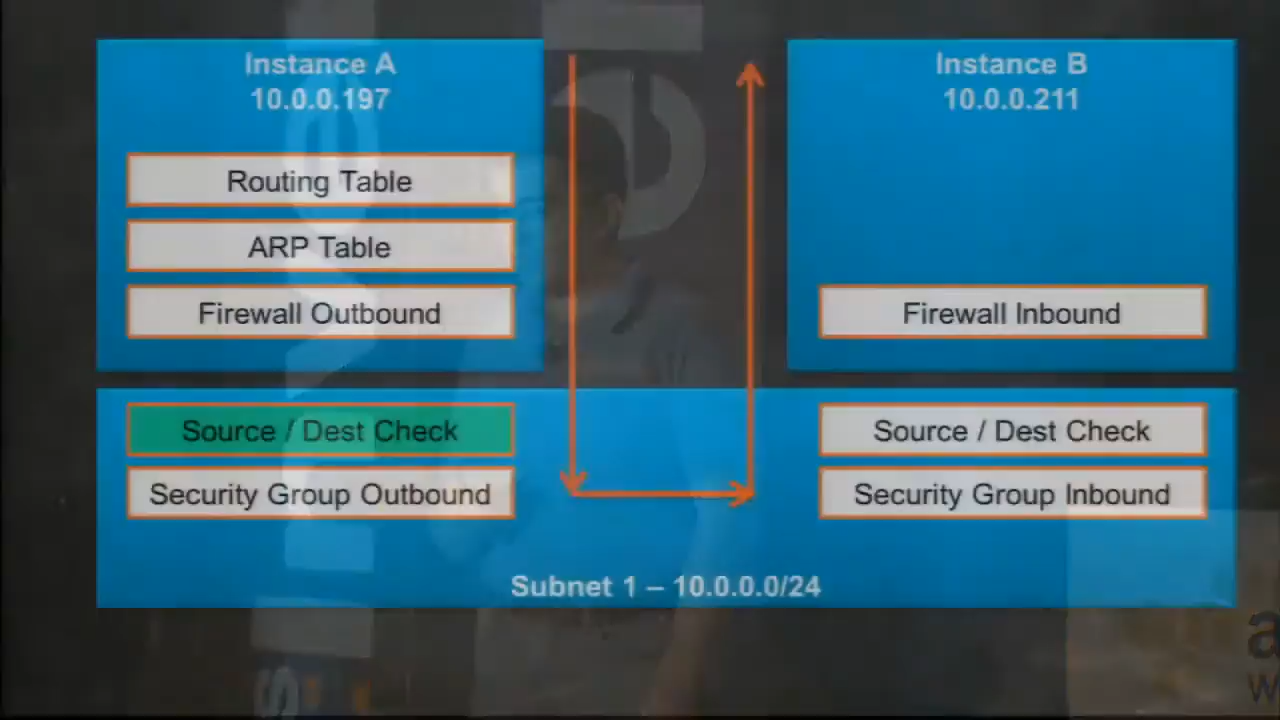 Instance A
10.0.0.197
Routing Table
ARP Table
Firewall Outbound
Source / Dest Check
Security Group Outbound
Instance B
10.0.0.211
Firewall Inbound
Source / Dest Check
Security Group Inbound
Subnet 1 – 10.0.0.0/24